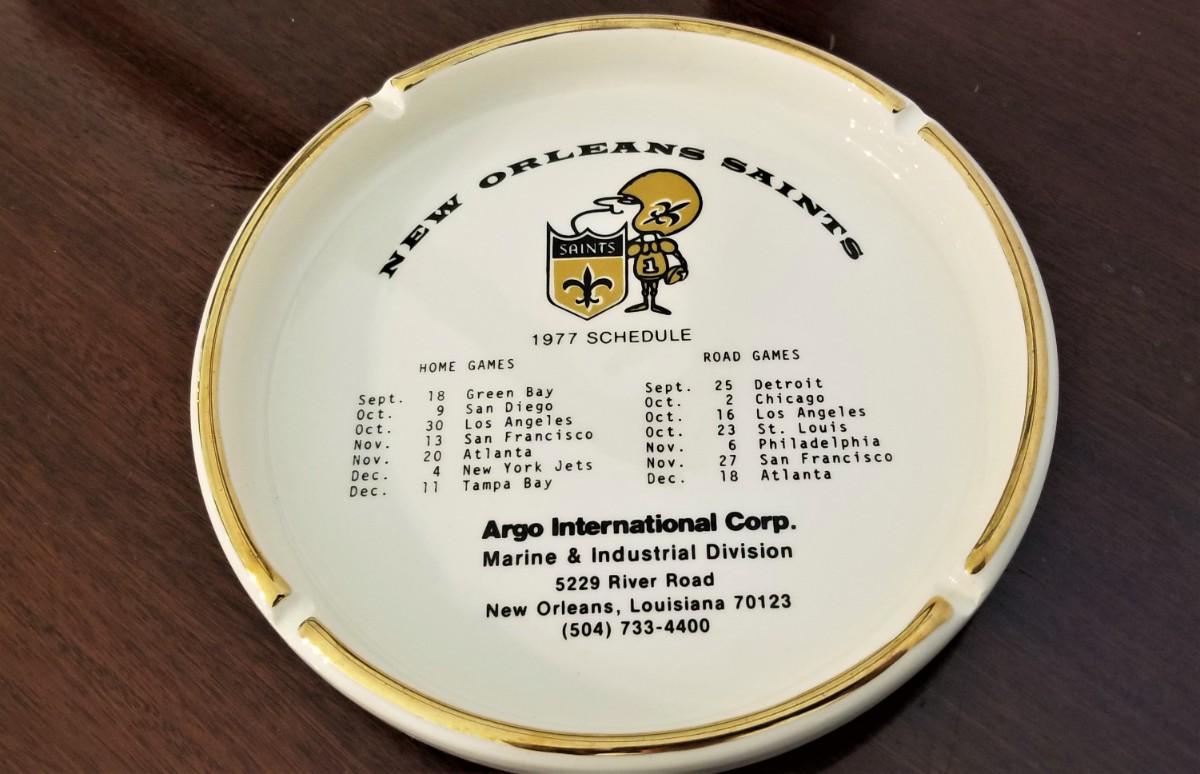 NEW ORLEANS SAINTS
SAINTS
1
1977 SCHEDULE
HOME GAMES
Sept. 18 Green Bay
Oct. 9 San Diego
Oct. 30 Los Angeles
Nov. 13 San Francisco
Nov. 20 Atlanta
Dec. 4 New York Jets
Dec. 11 Tampa Bay
ROAD GAMES
Sept. 25 Detroit
Oct. 2 Chicago
Oct. 16 Los Angeles
Oct. 23 St. Louis
Nov. 6 Philadelphia
Nov. 27 San Francisco
Dec. 18 Atlanta
Argo International Corp.
Marine & Industrial Division
5229 River Road
New Orleans, Louisiana 70123
(504) 733-4400